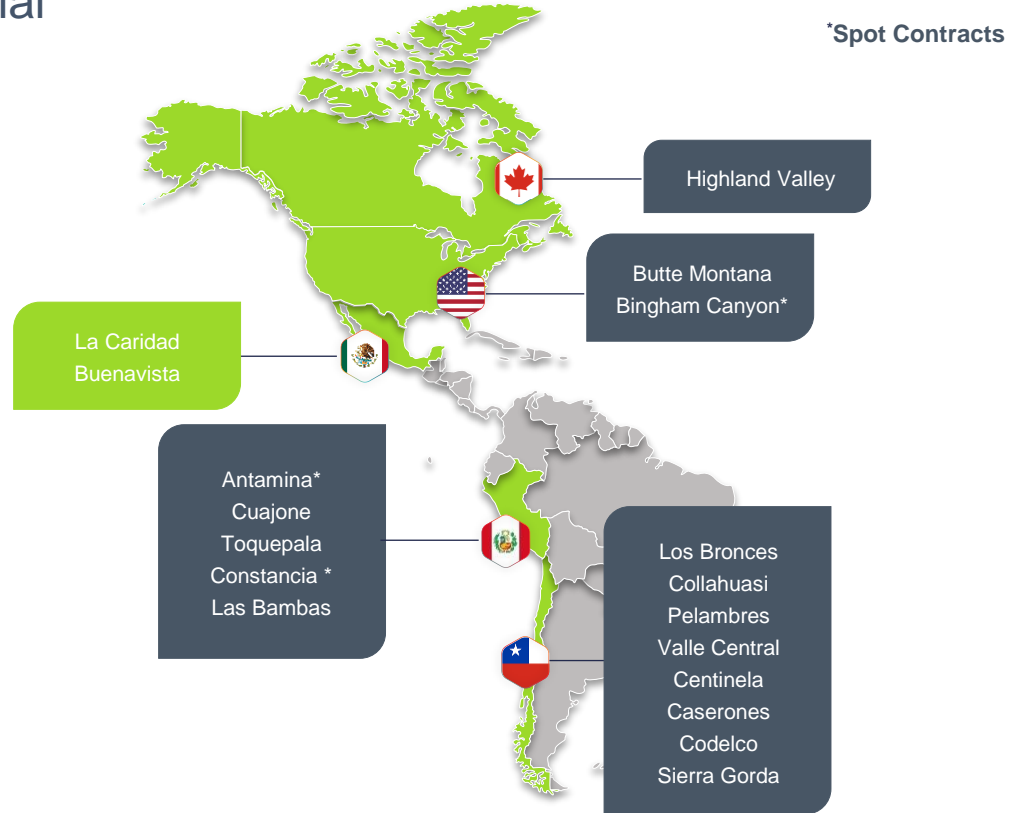 *Spot Contracts
Highland Valley
Butte Montana
Bingham Canyon*
La Caridad
Buenavista
Antamina*
Cuajone
Toquepala
Constancia *
Las Bambas
Los Bronces
Collahuasi
Pelambres
Valle Central
Centinela
Caserones
Codelco
Sierra Gorda